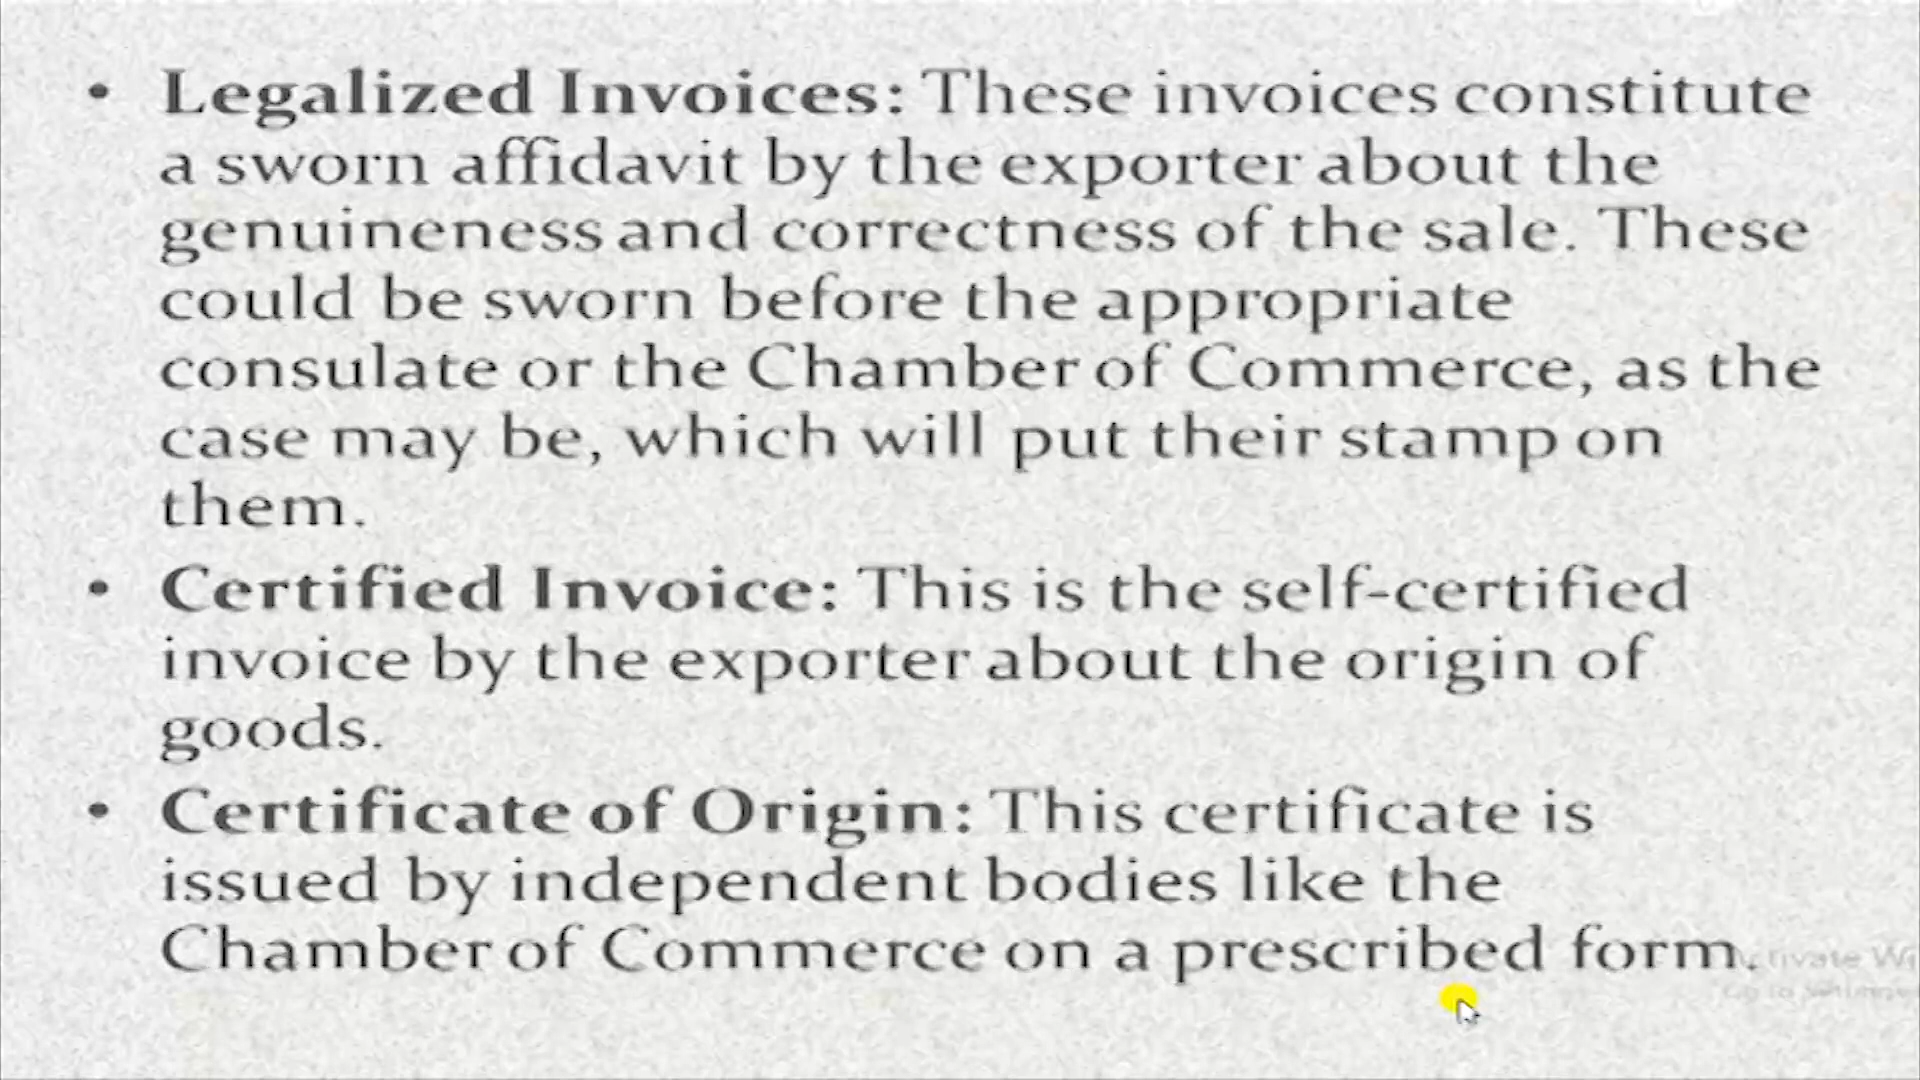 • Legalized Invoices: These invoices constitute
a sworn affidavit by the exporter about the
genuineness and correctness of the sale. These
could be sworn before the appropriate
consulate or the Chamber of Commerce, as the
case may be, which will put their stamp on
them.
• Certified Invoice: This is the self-certified
invoice by the exporter about the origin of
goods.
• Certificate of Origin: This certificate is
issued by independent bodies like the
Chamber of Commerce on a prescribed form.